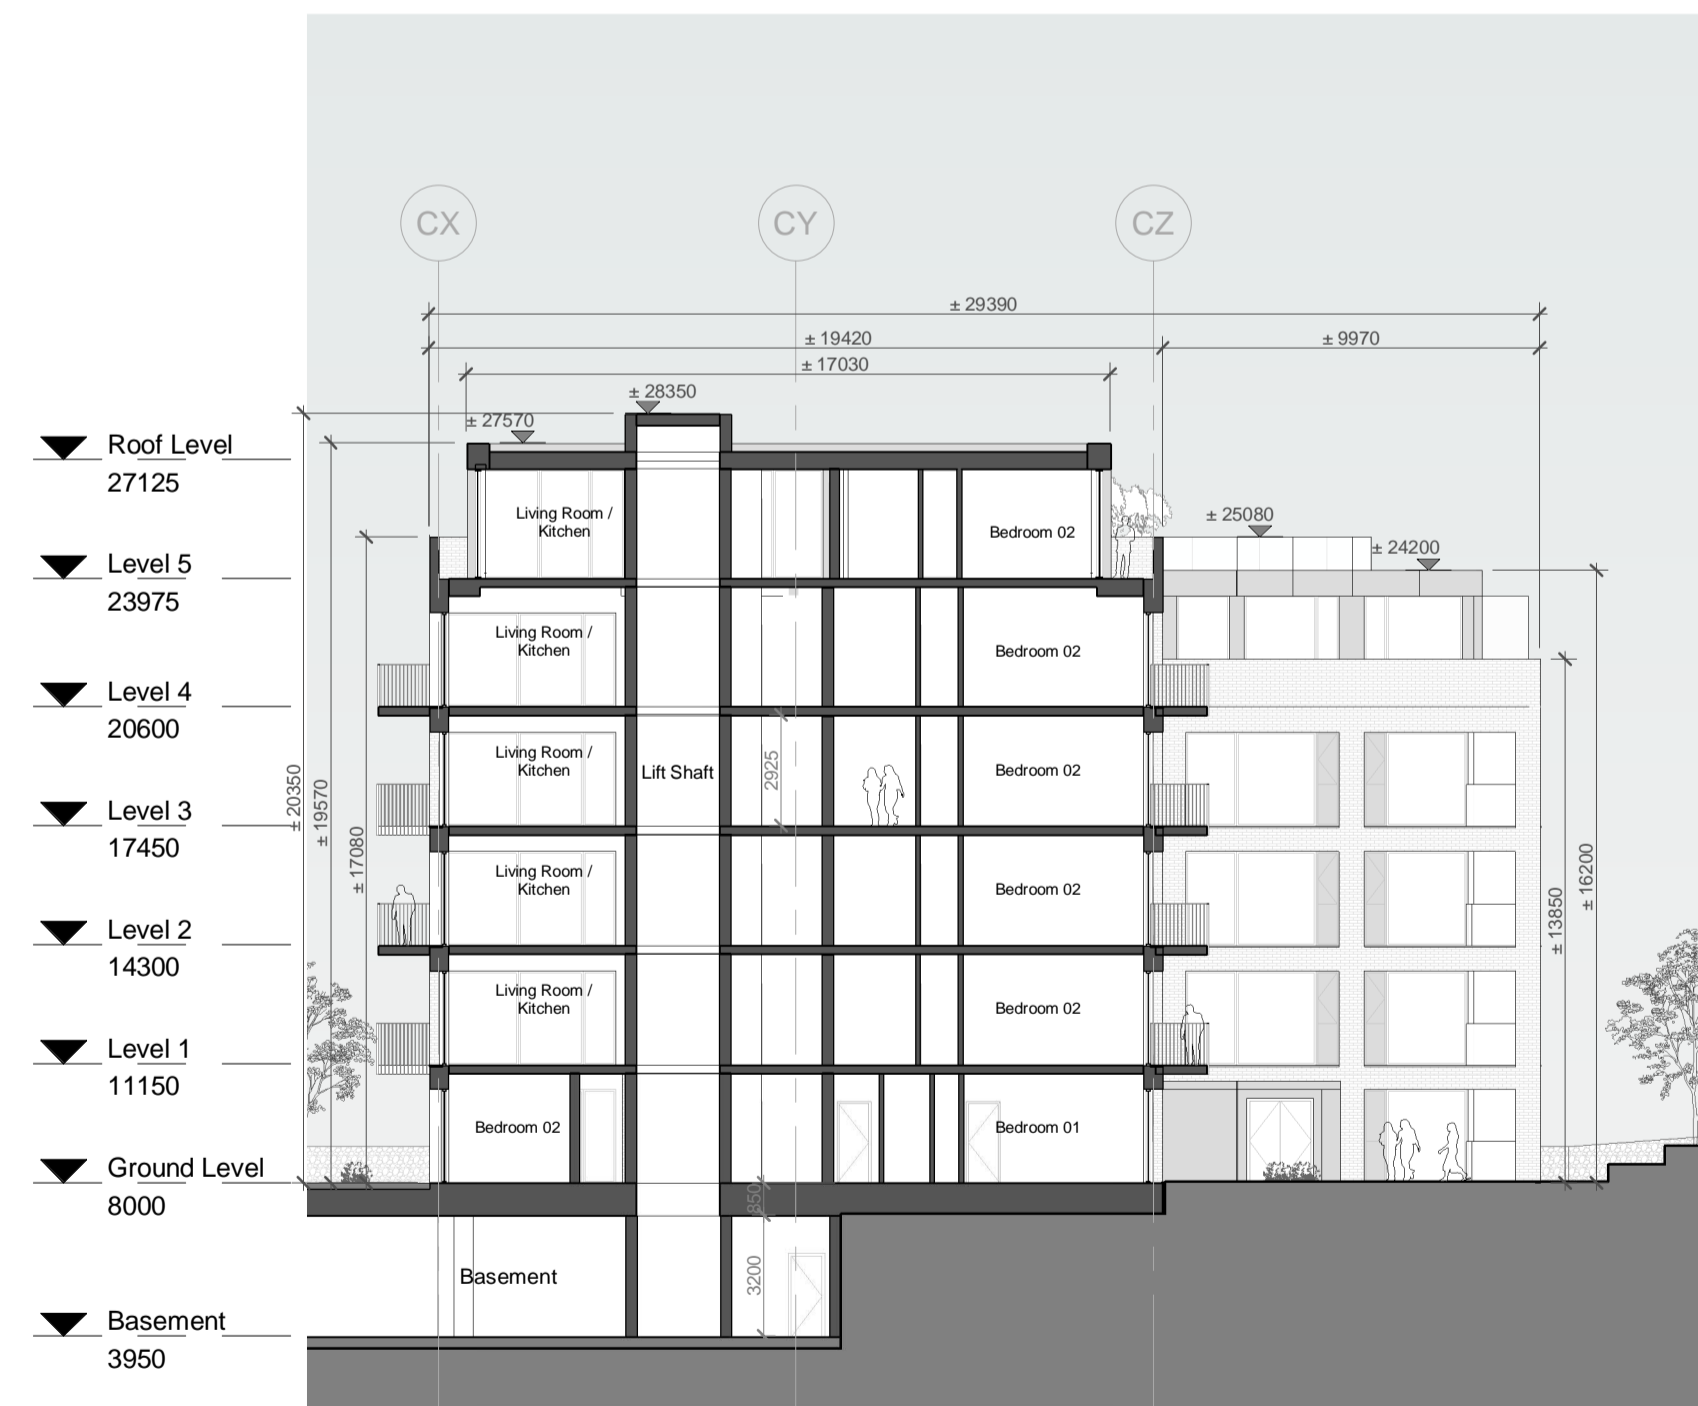 CX
CY
CZ
± 29390
± 19420
± 9970
± 17030
± 28350
± 27570
Roof Level
27125
Living Room /
Kitchen
Bedroom 02
± 25080
± 24200
Level 5
23975
Living Room /
Kitchen
Bedroom 02
Level 4
20600
Living Room /
Kitchen
Lift Shaft
2925
Bedroom 02
± 20350
± 19570
± 17080
Level 3
17450
Living Room /
Kitchen
Bedroom 02
± 13850
± 16200
Level 2
14300
Living Room /
Kitchen
Bedroom 02
Level 1
11150
Bedroom 02
Bedroom 01
Ground Level
8000
850
3200
Basement
Basement
3950